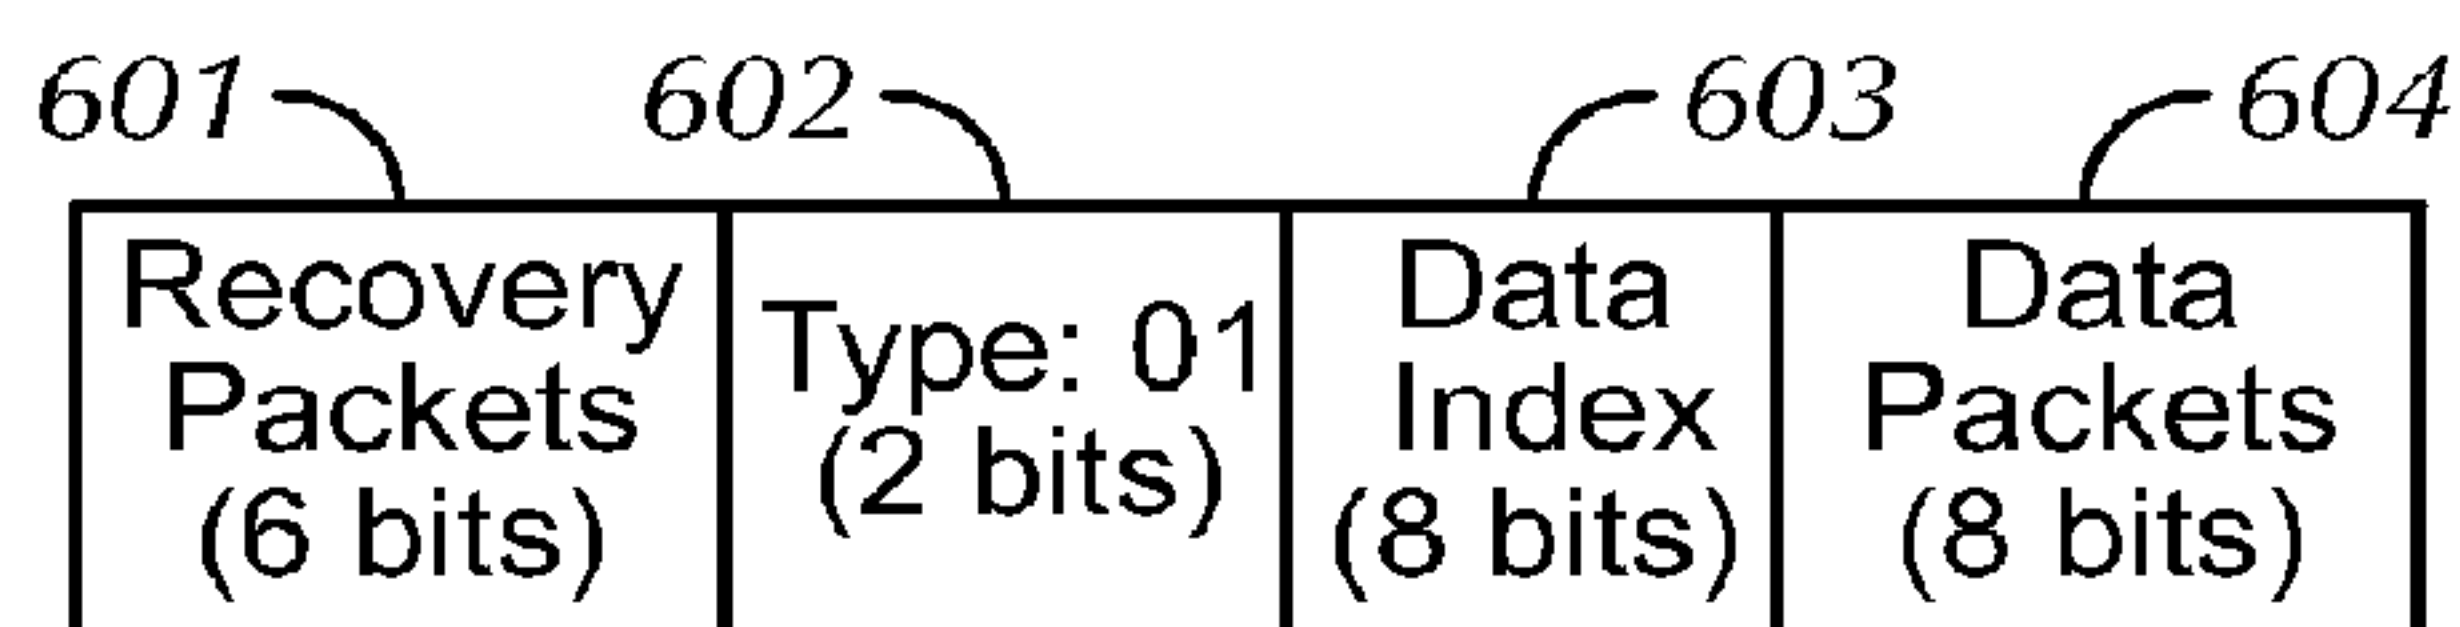 601 602 603 604
Recovery
Packets
(6 bits)
Type: 01
(2 bits)
Data
Index
(8 bits)
Data
Packets
(8 bits)